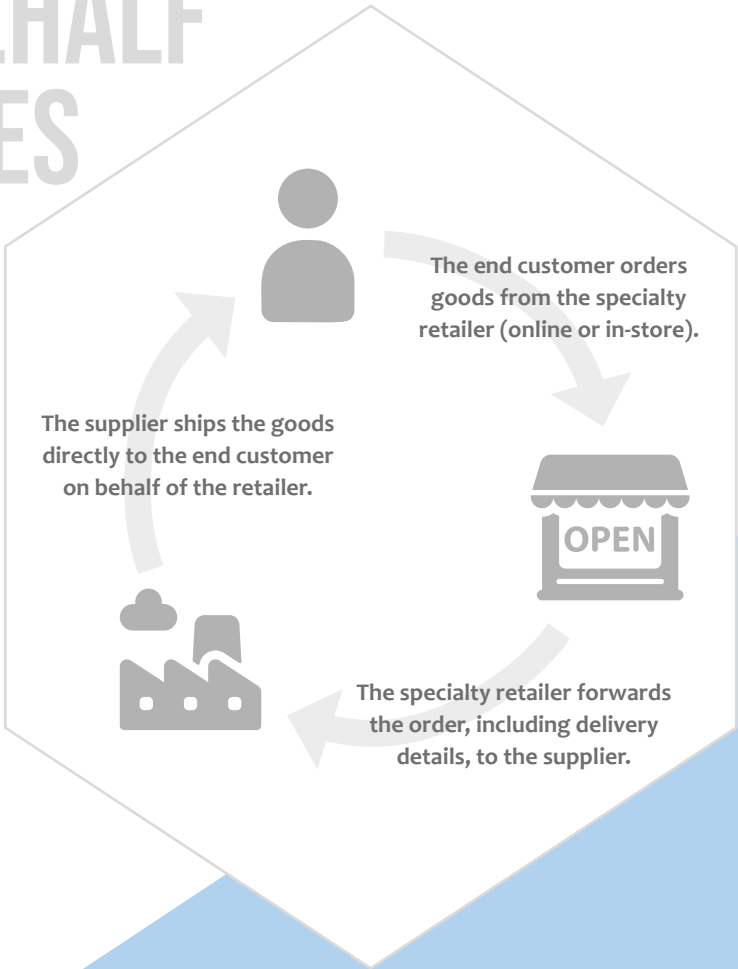 The end customer orders
goods from the specialty
retailer (online or in-store).
The supplier ships the goods
directly to the end customer
on behalf of the retailer.
OPEN
The specialty retailer forwards
the order, including delivery
details, to the supplier.